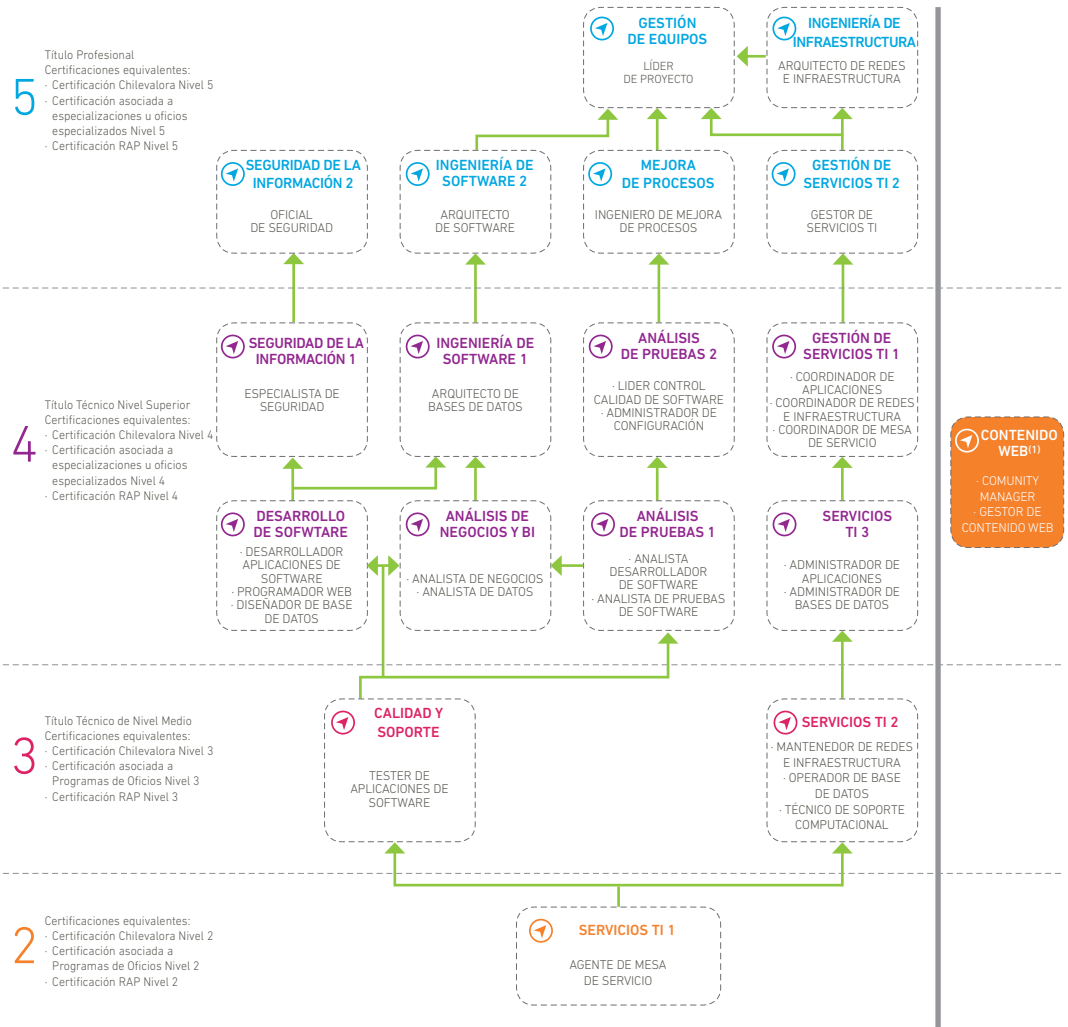 GESTIÓN
DE EQUIPOS
LÍDER
DE PROYECTO
INGENIERÍA DE
INFRAESTRUCTURA
ARQUITECTO DE REDES
E INFRAESTRUCTURA
5
Título Profesional
Certificaciones equivalentes:
· Certificación Chilevalora Nivel 5
· Certificación asociada a
especializaciones u oficios
especializados Nivel 5
· Certificación RAP Nivel 5
SEGURIDAD DE LA
INFORMACIÓN 2
OFICIAL
DE SEGURIDAD
INGENIERÍA DE
SOFTWARE 2
ARQUITECTO
DE SOFTWARE
MEJORA
DE PROCESOS
INGENIERO DE MEJORA
DE PROCESOS
GESTIÓN DE
SERVICIOS TI 2
GESTOR DE
SERVICIOS TI
4
Título Técnico Nivel Superior
Certificaciones equivalentes:
· Certificación Chilevalora Nivel 4
· Certificación asociada a
especializaciones u oficios
especializados Nivel 4
· Certificación RAP Nivel 4
SEGURIDAD DE LA
INFORMACIÓN 1
ESPECIALISTA DE
SEGURIDAD
INGENIERÍA DE
SOFTWARE 1
ARQUITECTO DE
BASES DE DATOS
ANÁLISIS
DE PRUEBAS 2
· LIDER CONTROL
CALIDAD DE SOFTWARE
· ADMINISTRADOR DE
CONFIGURACIÓN
GESTIÓN DE
SERVICIOS TI 1
· COORDINADOR DE
APLICACIONES
· COORDINADOR DE REDES
E INFRAESTRUCTURA
· COORDINADOR DE MESA
DE SERVICIO
CONTENIDO
WEB(1)
· COMUNITY
MANAGER
· GESTOR DE
CONTENIDO WEB
DESARROLLO
DE SOFWTARE
· DESARROLLADOR
APLICACIONES DE
SOFTWARE
· PROGRAMADOR WEB
· DISEÑADOR DE BASE
DE DATOS
ANÁLISIS DE
NEGOCIOS Y BI
· ANALISTA DE NEGOCIOS
· ANALISTA DE DATOS
ANÁLISIS
DE PRUEBAS 1
· ANALISTA
DESARROLLADOR
DE SOFTWARE
· ANALISTA DE PRUEBAS
DE SOFTWARE
SERVICIOS
TI 3
· ADMINISTRADOR DE
APLICACIONES
· ADMINISTRADOR DE
BASES DE DATOS
3
Título Técnico de Nivel Medio
Certificaciones equivalentes:
· Certificación Chilevalora Nivel 3
· Certificación asociada a
Programas de Oficios Nivel 3
· Certificación RAP Nivel 3
CALIDAD Y
SOPORTE
TESTER DE
APLICACIONES DE
SOFTWARE
SERVICIOS TI 2
· MANTENEDOR DE REDES
E INFRAESTRUCTURA
· OPERADOR DE BASE
DE DATOS
· TÉCNICO DE SOPORTE
COMPUTACIONAL
2
Certificaciones equivalentes:
· Certificación Chilevalora Nivel 2
· Certificación asociada a
Programas de Oficios Nivel 2
· Certificación RAP Nivel 2
SERVICIOS TI 1
AGENTE DE MESA
DE SERVICIO